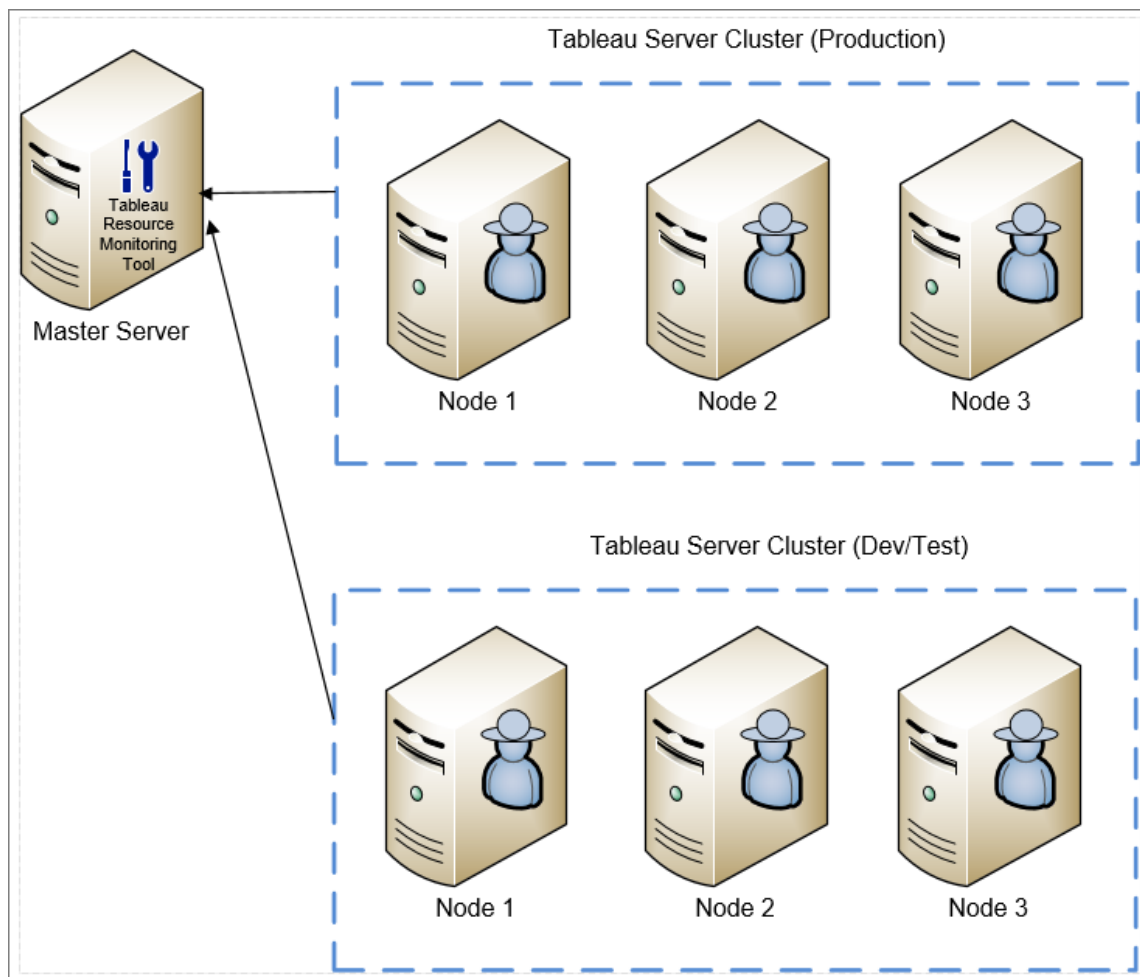 Tableau Server Cluster (Production)
Tableau
Resource
Monitoring
Tool
Master Server
Node 1
Node 2
Node 3
Tableau Server Cluster (Dev/Test)
Node 1
Node 2
Node 3